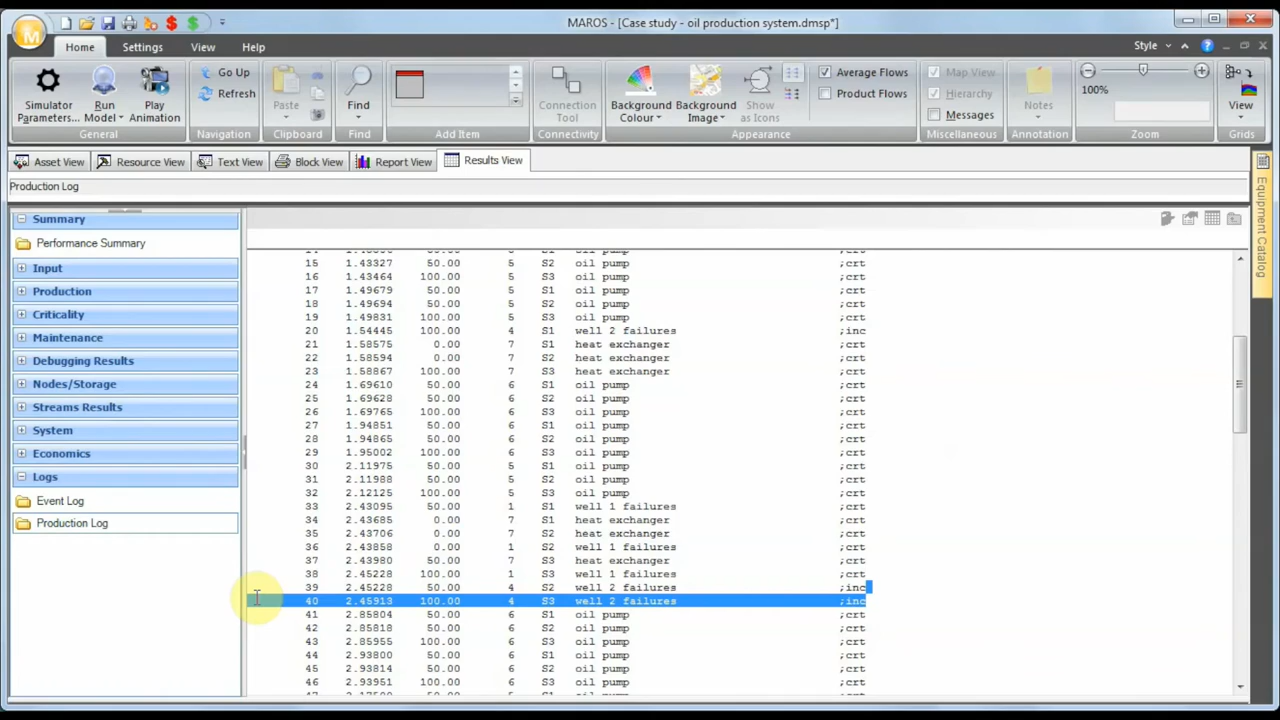 MAROS - [Case study - oil production system.dmsp*]
M
Home Settings View Help
Style
Simulator Parameters...
Run Model
Play Animation
General
Go Up
Refresh
Navigation
Paste
Clipboard
Find
Find
Add Item
Connection Tool
Connectivity
Background Colour
Background Image
Show as Icons
Average Flows
Product Flows
Appearance
Map View
Hierarchy
Messages
Miscellaneous
Notes
Annotation
100%
Zoom
View
Grids
Asset View Resource View Text View Block View Report View Results View
Production Log
Equipment Catalog
Summary
Performance Summary
Input
Production
Criticality
Maintenance
Debugging Results
Nodes/Storage
Streams Results
System
Economics
Logs
Event Log
Production Log
15 1.43327 50.00 5 S2 oil pump ;crt
16 1.43464 100.00 5 S3 oil pump ;crt
17 1.49679 50.00 5 S1 oil pump ;crt
18 1.49694 50.00 5 S2 oil pump ;crt
19 1.49831 100.00 5 S3 oil pump ;crt
20 1.54445 100.00 4 S1 well 2 failures ;inc
21 1.58575 0.00 7 S1 heat exchanger ;crt
22 1.58594 0.00 7 S2 heat exchanger ;crt
23 1.58867 100.00 7 S3 heat exchanger ;crt
24 1.69610 50.00 6 S1 oil pump ;crt
25 1.69628 50.00 6 S2 oil pump ;crt
26 1.69765 100.00 6 S3 oil pump ;crt
27 1.94851 50.00 6 S1 oil pump ;crt
28 1.94865 50.00 6 S2 oil pump ;crt
29 1.95002 100.00 6 S3 oil pump ;crt
30 2.11975 50.00 5 S1 oil pump ;crt
31 2.11988 50.00 5 S2 oil pump ;crt
32 2.12125 100.00 5 S3 oil pump ;crt
33 2.43095 50.00 1 S1 well 1 failures ;crt
34 2.43685 0.00 7 S1 heat exchanger ;crt
35 2.43706 0.00 7 S2 heat exchanger ;crt
36 2.43858 0.00 1 S2 well 1 failures ;crt
37 2.43980 50.00 7 S3 heat exchanger ;crt
38 2.45228 100.00 1 S3 well 1 failures ;crt
39 2.45228 50.00 4 S2 well 2 failures ;inc
40 2.45913 100.00 4 S3 well 2 failures ;inc
41 2.85804 50.00 6 S1 oil pump ;crt
42 2.85818 50.00 6 S2 oil pump ;crt
43 2.85955 100.00 6 S3 oil pump ;crt
44 2.93800 50.00 6 S1 oil pump ;crt
45 2.93814 50.00 6 S2 oil pump ;crt
46 2.93951 100.00 6 S3 oil pump ;crt